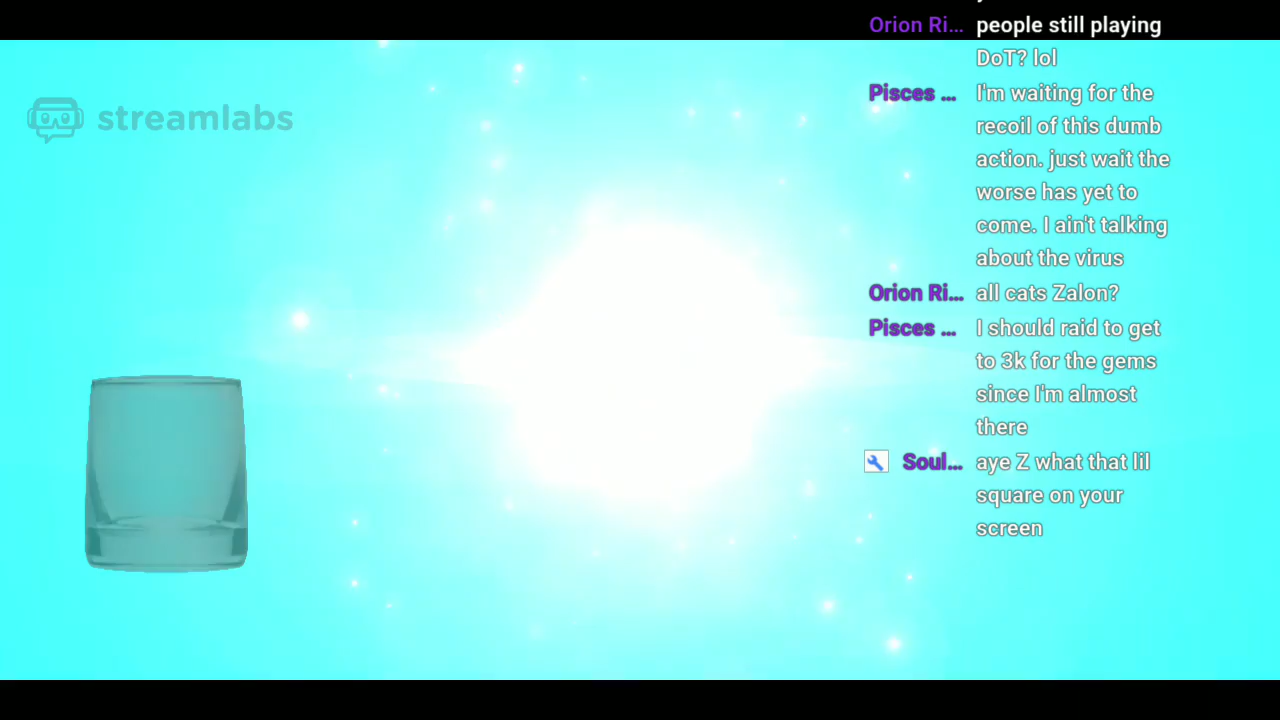 Orion Ri... people still playing
DoT? lol
streamlabs
Pisces ... I'm waiting for the
recoil of this dumb
action. just wait the
worse has yet to
come. I ain't talking
about the virus
Orion Ri... all cats Zalon?
Pisces ... I should raid to get
to 3k for the gems
since I'm almost
there
Soul... aye Z what that lil
square on your
screen